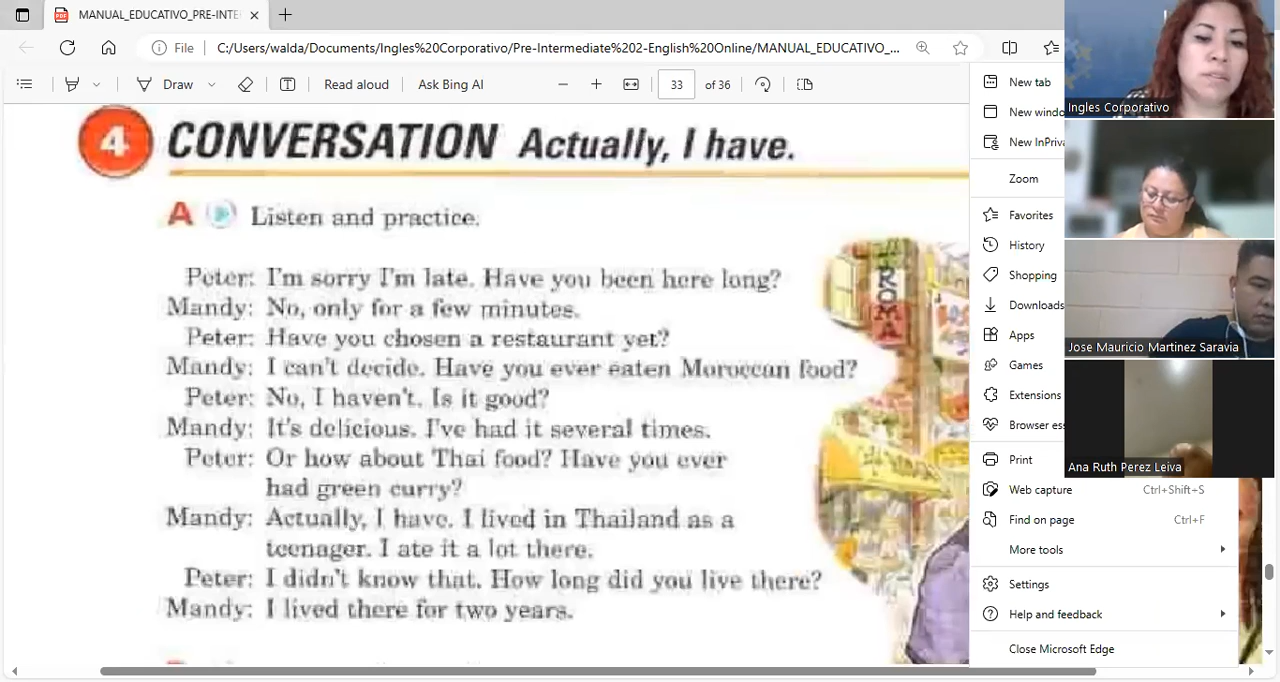 MANUAL_EDUCATIVO_PRE-INTE
File
C:/Users/walda/Documents/Ingles%20Corporativo/Pre-Intermediate%202-English%20Online/MANUAL_EDUCATIVO_...
Draw
Read aloud
Ask Bing AI
33 of 36
4 CONVERSATION Actually, I have.
A Listen and practice.
Peter: I'm sorry I'm late. Have you been here long?
Mandy: No, only for a few minutes.
Peter: Have you chosen a restaurant yet?
Mandy: I can't decide. Have you ever eaten Moroccan food?
Peter: No, I haven't. Is it good?
Mandy: It's delicious. I've had it several times.
Peter: Or how about Thai food? Have you ever
had green curry?
Mandy: Actually, I have. I lived in Thailand as a
teenager. I ate it a lot there.
Peter: I didn't know that. How long did you live there?
Mandy: I lived there for two years.
ROMA
New tab
New windo
New InPriva
Zoom
Favorites
History
Shopping
Downloads
Apps
Games
Extensions
Browser ess
Print
Web capture Ctrl+Shift+S
Find on page Ctrl+F
More tools
Settings
Help and feedback
Close Microsoft Edge
Ingles Corporativo
Jose Mauricio Martinez Saravia
Ana Ruth Perez Leiva